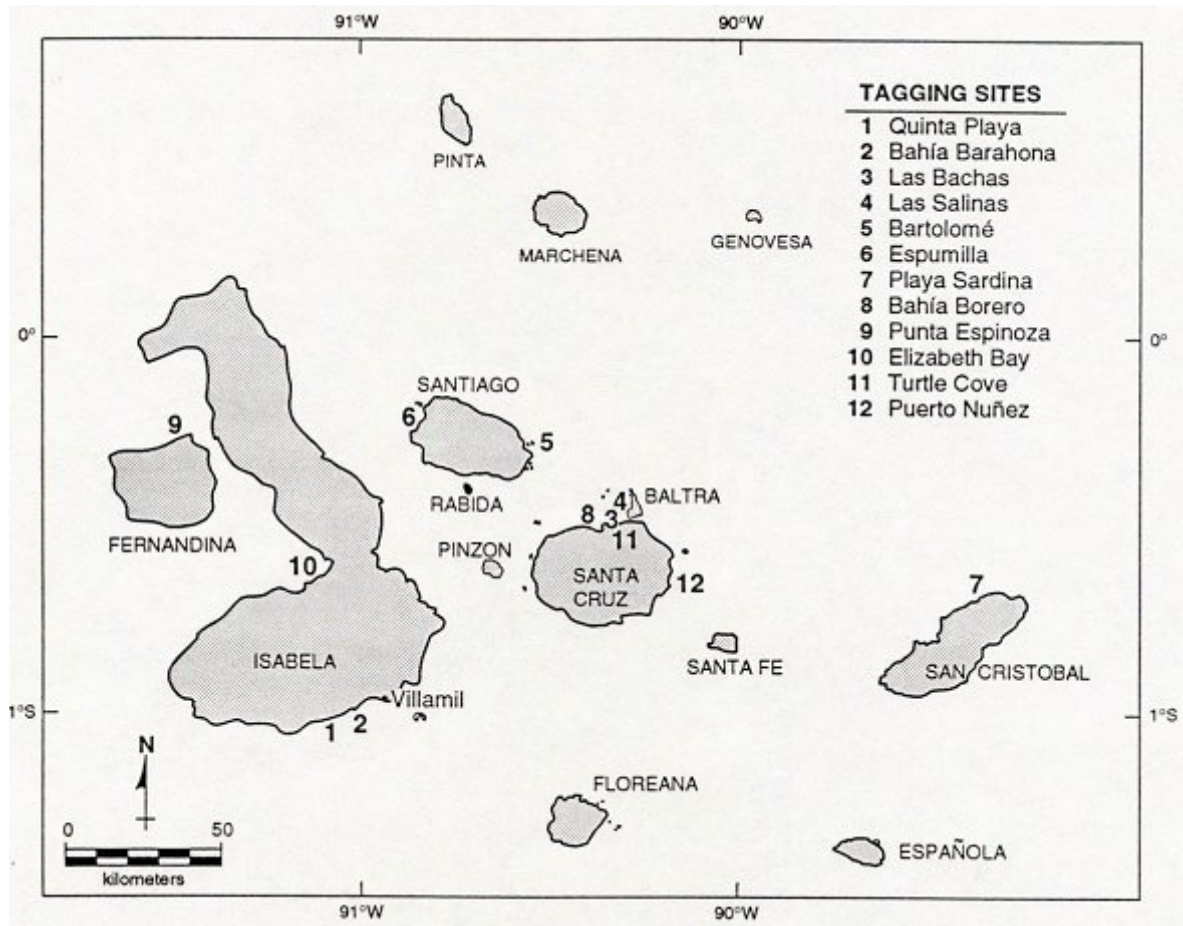 91°W
90°W
TAGGING SITES
1 Quinta Playa
2 Bahía Barahona
3 Las Bachas
4 Las Salinas
5 Bartolomé
6 Espumilla
7 Playa Sardina
8 Bahía Borero
9 Punta Espinoza
10 Elizabeth Bay
11 Turtle Cove
12 Puerto Nuñez
PINTA
MARCHENA
GENOVESA
0°
0°
SANTIAGO
6
5
9
RABIDA
BALTRA
4
8
3
11
FERNANDINA
PINZON
10
SANTA
CRUZ
12
7
ISABELA
SANTA FE
SAN CRISTOBAL
Villamil
1°S
1°S
1
2
N
FLOREANA
0
50
kilometers
ESPAÑOLA
91°W
90°W